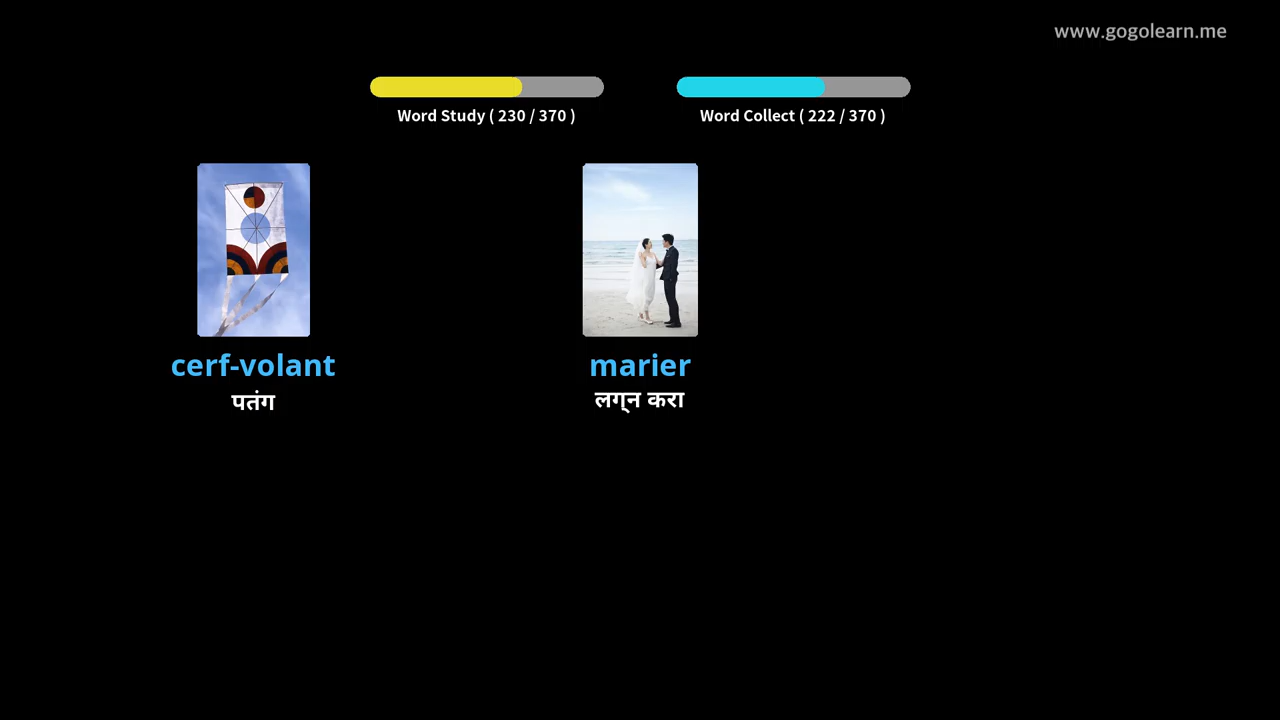 www.gogolearn.me
Word Study ( 230 / 370 )
Word Collect ( 222 / 370 )
cerf-volant
पतंग
marier
लग्न करा